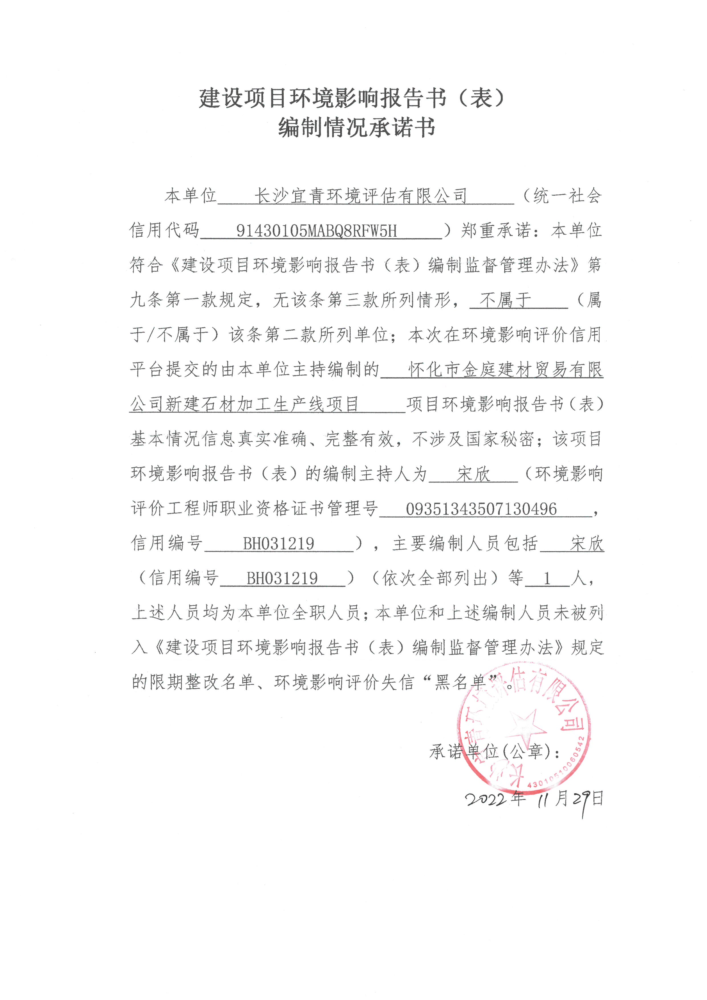 建设项目环境影响报告书（表）
编制情况承诺书
本单位 长沙宜青环境评估有限公司 （统一社会
信用代码 91430105MABQ8RFW5H ）郑重承诺：本单位
符合《建设项目环境影响报告书（表）编制监督管理办法》第
九条第一款规定，无该条第三款所列情形， 不属于 （属
于/不属于）该条第二款所列单位；本次在环境影响评价信用
平台提交的由本单位主持编制的 怀化市金庭建材贸易有限
公司新建石材加工生产线项目 项目环境影响报告书（表）
基本情况信息真实准确、完整有效，不涉及国家秘密；该项目
环境影响报告书（表）的编制主持人为 宋欣 （环境影响
评价工程师职业资格证书管理号 09351343507130496 ，
信用编号 BH031219 ），主要编制人员包括 宋欣
（信用编号 BH031219 ）（依次全部列出）等 1 人，
上述人员均为本单位全职人员；本单位和上述编制人员未被列
入《建设项目环境影响报告书（表）编制监督管理办法》规定
的限期整改名单、环境影响评价失信“黑名单”。
承诺单位(公章)：
2022年 11月29日
长沙 青 评估有限公司
43010510060542